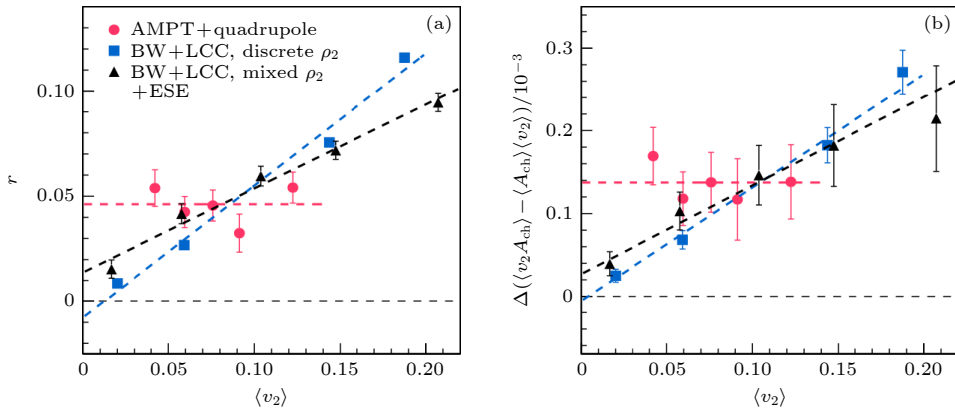 (a)
AMPT+quadrupole
BW+LCC, discrete ρ₂
BW+LCC, mixed ρ₂
+ESE
r
0.10
0.05
0
0 0.05 0.10 0.15 0.20
⟨v₂⟩
(b)
Δ(⟨v₂A_ch⟩−⟨A_ch⟩⟨v₂⟩)/10⁻³
0.3
0.2
0.1
0
0 0.05 0.10 0.15 0.20
⟨v₂⟩